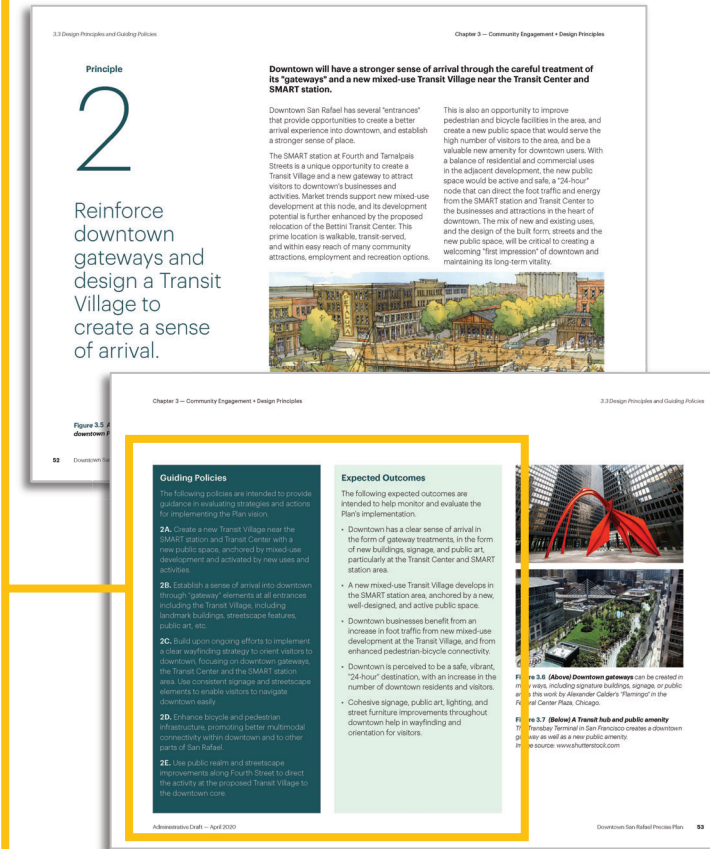 3.3 Design Principles and Guiding Policies
Chapter 3 — Community Engagement + Design Principles
Principle
2
Reinforce
downtown
gateways and
design a Transit
Village to
create a sense
of arrival.
Downtown will have a stronger sense of arrival through the careful treatment of
its "gateways" and a new mixed-use Transit Village near the Transit Center and
SMART station.
Downtown San Rafael has several "entrances"
that provide opportunities to create a better
arrival experience into downtown, and establish
a stronger sense of place.
The SMART station at Fourth and Tamalpais
Streets is a unique opportunity to create a
Transit Village and a new gateway to attract
visitors to downtown's businesses and
activities. Market trends support new mixed-use
development at this node, and its development
potential is further enhanced by the proposed
relocation of the Bettini Transit Center. This
prime location is walkable, transit-served,
and within easy reach of many community
attractions, employment and recreation options.
This is also an opportunity to improve
pedestrian and bicycle facilities in the area, and
create a new public space that would serve the
high number of visitors to the area, and be a
valuable new amenity for downtown users. With
a balance of residential and commercial uses
in the adjacent development, the new public
space would be active and safe, a "24-hour"
node that can direct the foot traffic and energy
from the SMART station and Transit Center to
the businesses and attractions in the heart of
downtown. The mix of new and existing uses,
and the design of the built form, streets and the
new public space, will be critical to creating a
welcoming "first impression" of downtown and
maintaining its long-term vitality.
Figure 3.5
downtown
52 Downtown
Chapter 3 — Community Engagement + Design Principles
3.3 Design Principles and Guiding Policies
Guiding Policies
The following policies are intended to provide
guidance in evaluating strategies and actions
for implementing the Plan vision.
2A. Create a new Transit Village near the
SMART station and Transit Center with a
new public space, anchored by mixed-use
development and activated by new uses and
activities.
2B. Establish a sense of arrival into downtown
through "gateway" elements at all entrances
including the Transit Village, including
landmark buildings, streetscape features,
public art, etc
2C. Build upon ongoing efforts to implement
a clear wayfinding strategy to orient visitors to
downtown, focusing on downtown gateways,
the Transit Center and the SMART station
area. Use consistent signage and streetscape
elements to enable visitors to navigate
downtown easily
2D. Enhance bicycle and pedestrian
infrastructure, promoting better multimodal
connectivity within downtown and to other
parts of San Rafael.
2E. Use public realm and streetscape
improvements along Fourth Street to direct
the activity at the proposed Transit Village to
the downtown core.
Expected Outcomes
The following expected outcomes are
intended to help monitor and evaluate the
Plan's implementation.
• Downtown has a clear sense of arrival in
the form of gateway treatments, in the form
of new buildings, signage, and public art,
particularly at the Transit Center and SMART
station area.
• A new mixed-use Transit Village develops in
the SMART station area, anchored by a new,
well-designed, and active public space.
• Downtown businesses benefit from an
increase in foot traffic from new mixed-use
development at the Transit Village, and from
enhanced pedestrian-bicycle connectivity.
• Downtown is perceived to be a safe, vibrant,
"24-hour" destination, with an increase in the
number of downtown residents and visitors.
• Cohesive signage, public art, lighting, and
street furniture improvements throughout
downtown help in wayfinding and
orientation for visitors.
Figure 3.6 (Above) Downtown gateways can be created in
many ways, including signature buildings, signage, or public
art as this work by Alexander Calder's "Flamingo" in the
Federal Center Plaza, Chicago.
Figure 3.7 (Below) A Transit hub and public amenity
The Transbay Terminal in San Francisco creates a downtown
gateway as well as a new public amenity.
Image source: www.shutterstock.com
Administrative Draft — April 2020
Downtown San Rafael Precise Plan 53